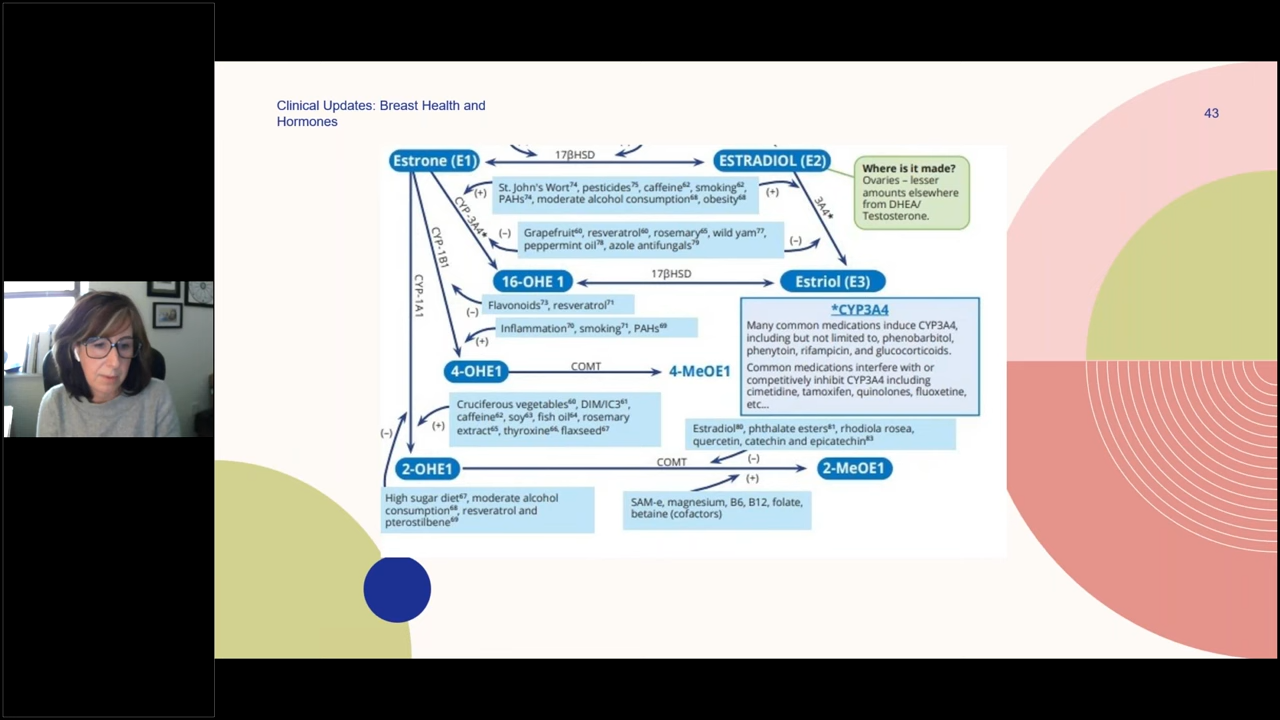 Clinical Updates: Breast Health and
Hormones
43
Estrone (E1)
17βHSD
ESTRADIOL (E2)
Where is it made?
Ovaries – lesser
amounts elsewhere
from DHEA/
Testosterone.
(+)
St. John's Wort⁷⁴, pesticides⁷⁵, caffeine⁶², smoking⁶²,
PAHs⁷⁴, moderate alcohol consumption⁶⁸, obesity⁶⁸
(+)
CYP-3A4*
3A4*
(–)
Grapefruit⁶⁰, resveratrol⁶⁰, rosemary⁶⁵, wild yam⁷⁷,
peppermint oil⁷⁸, azole antifungals⁷⁹
(–)
CYP-1B1
CYP-1A1
16-OHE 1
17βHSD
Estriol (E3)
Flavonoids⁷³, resveratrol⁷¹
(–)
Inflammation⁷⁰, smoking⁷¹, PAHs⁶⁹
(+)
*CYP3A4
Many common medications induce CYP3A4,
including but not limited to, phenobarbitol,
phenytoin, rifampicin, and glucocorticoids.
Common medications interfere with or
competitively inhibit CYP3A4 including
cimetidine, tamoxifen, quinolones, fluoxetine,
etc...
4-OHE1
COMT
4-MeOE1
Cruciferous vegetables⁶⁰, DIM/IC3⁶¹,
caffeine⁶², soy⁶³, fish oil⁶⁴, rosemary
extract⁶⁵, thyroxine⁶⁶, flaxseed⁶⁷
(+)
(–)
Estradiol⁸⁰, phthalate esters⁸¹, rhodiola rosea,
quercetin, catechin and epicatechin⁸³
(–)
2-OHE1
COMT
2-MeOE1
(+)
High sugar diet⁶⁷, moderate alcohol
consumption⁶⁸, resveratrol and
pterostilbene⁶⁹
SAM-e, magnesium, B6, B12, folate,
betaine (cofactors)